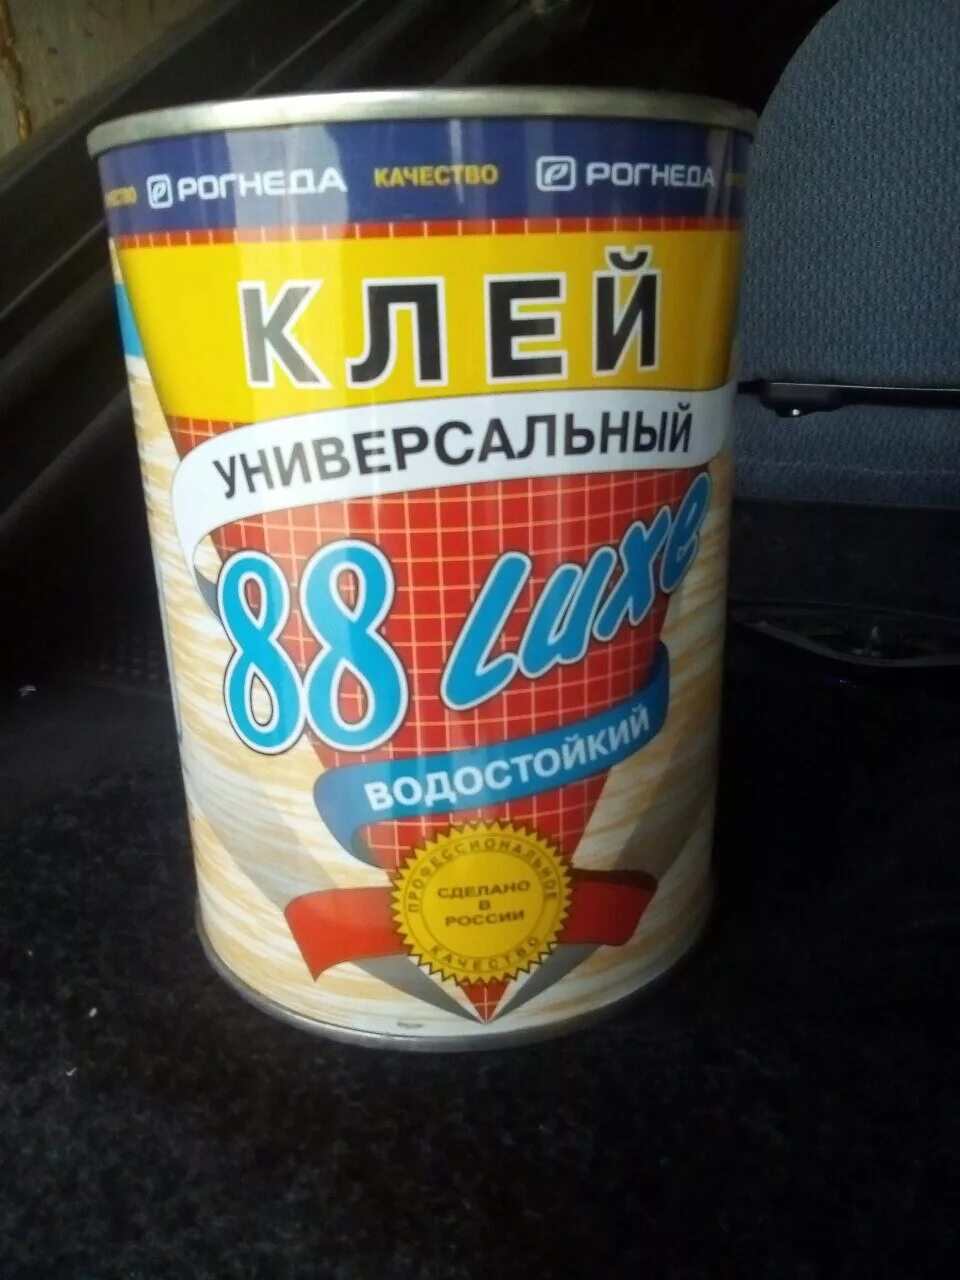 РОГНЕДА КАЧЕСТВО РОГНЕДА
КЛЕЙ
УНИВЕРСАЛЬНЫЙ
88 Luxe
ВОДОСТОЙКИЙ
ПРОФЕССИОНАЛЬНОЕ
СДЕЛАНО
В
РОССИИ
КАЧЕСТВО